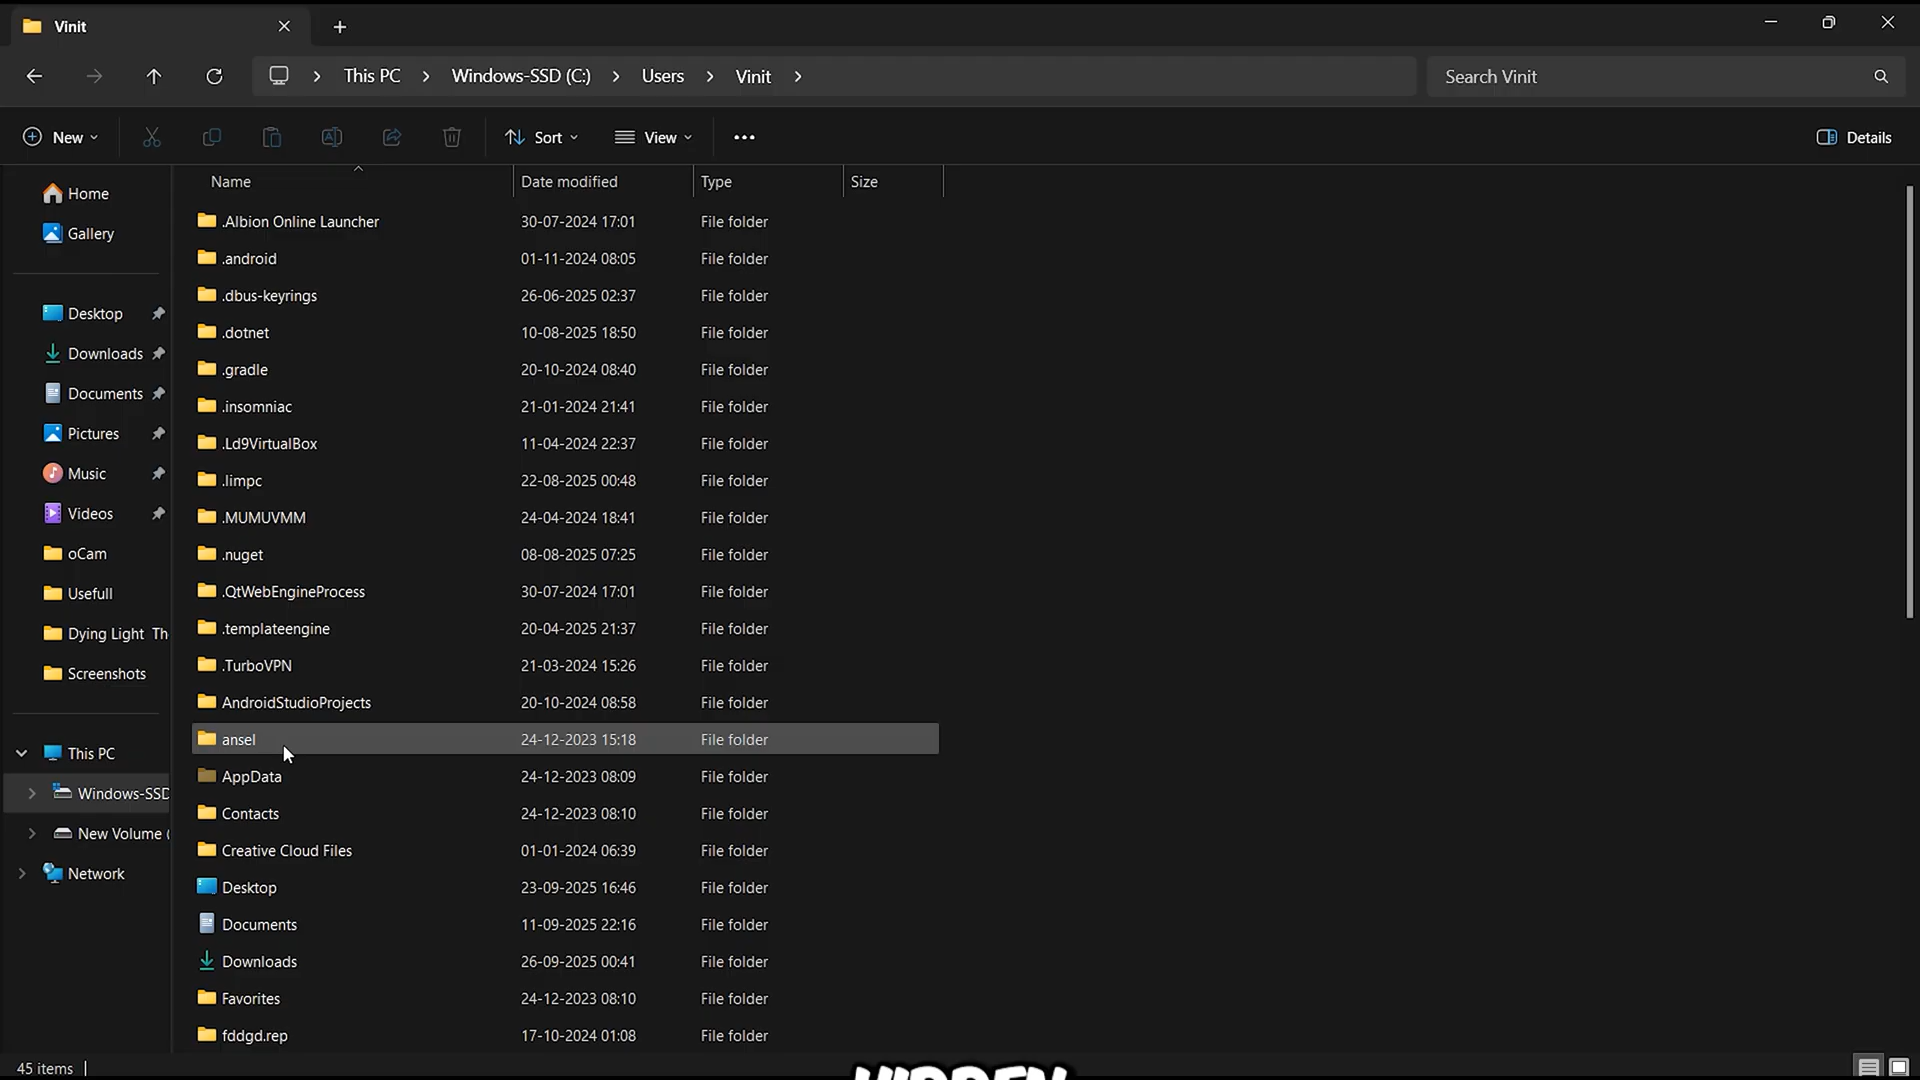 Vinit
This PC > Windows-SSD (C:) > Users > Vinit >
Search Vinit
New
Sort
View
Details
Name Date modified Type Size
Home
Gallery
Desktop
Downloads
Documents
Pictures
Music
Videos
oCam
Usefull
Dying Light Th
Screenshots
This PC
Windows-SSD
New Volume (
Network
.Albion Online Launcher 30-07-2024 17:01 File folder
.android 01-11-2024 08:05 File folder
.dbus-keyrings 26-06-2025 02:37 File folder
.dotnet 10-08-2025 18:50 File folder
.gradle 20-10-2024 08:40 File folder
.insomniac 21-01-2024 21:41 File folder
.Ld9VirtualBox 11-04-2024 22:37 File folder
.limpc 22-08-2025 00:48 File folder
.MUMUVMM 24-04-2024 18:41 File folder
.nuget 08-08-2025 07:25 File folder
.QtWebEngineProcess 30-07-2024 17:01 File folder
.templateengine 20-04-2025 21:37 File folder
.TurboVPN 21-03-2024 15:26 File folder
AndroidStudioProjects 20-10-2024 08:58 File folder
ansel 24-12-2023 15:18 File folder
AppData 24-12-2023 08:09 File folder
Contacts 24-12-2023 08:10 File folder
Creative Cloud Files 01-01-2024 06:39 File folder
Desktop 23-09-2025 16:46 File folder
Documents 11-09-2025 22:16 File folder
Downloads 26-09-2025 00:41 File folder
Favorites 24-12-2023 08:10 File folder
fddgd.rep 17-10-2024 01:08 File folder
45 items
HIDDEN